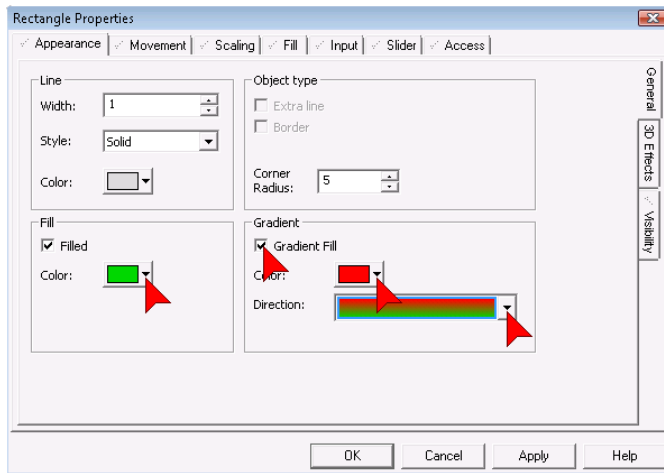 Rectangle Properties
Appearance Movement Scaling Fill Input Slider Access
General
3D Effects
Visibility
Line
Width: 1
Style: Solid
Color:
Object type
Extra line
Border
Corner
Radius: 5
Fill
Filled
Color:
Gradient
Gradient Fill
Color:
Direction:
OK Cancel Apply Help